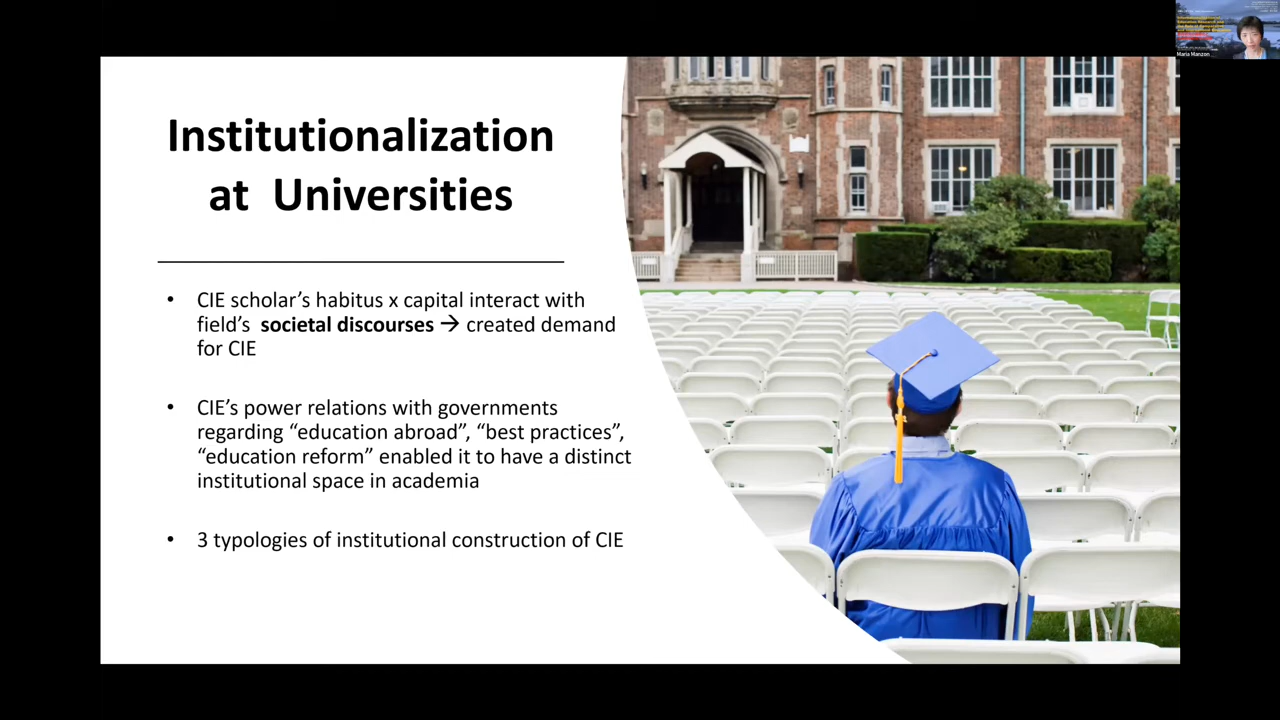 Institutionalization
at Universities
• CIE scholar’s habitus x capital interact with
field’s societal discourses → created demand
for CIE
• CIE’s power relations with governments
regarding “education abroad”, “best practices”,
“education reform” enabled it to have a distinct
institutional space in academia
• 3 typologies of institutional construction of CIE
Maria Manzon